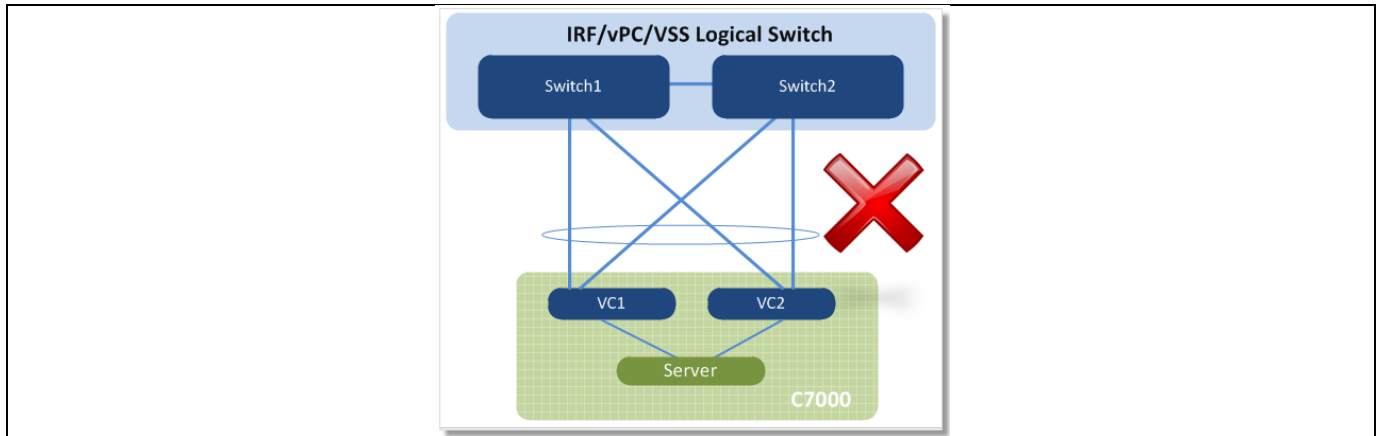 IRF/vPC/VSS Logical Switch
Switch1
Switch2
VC1
VC2
Server
C7000